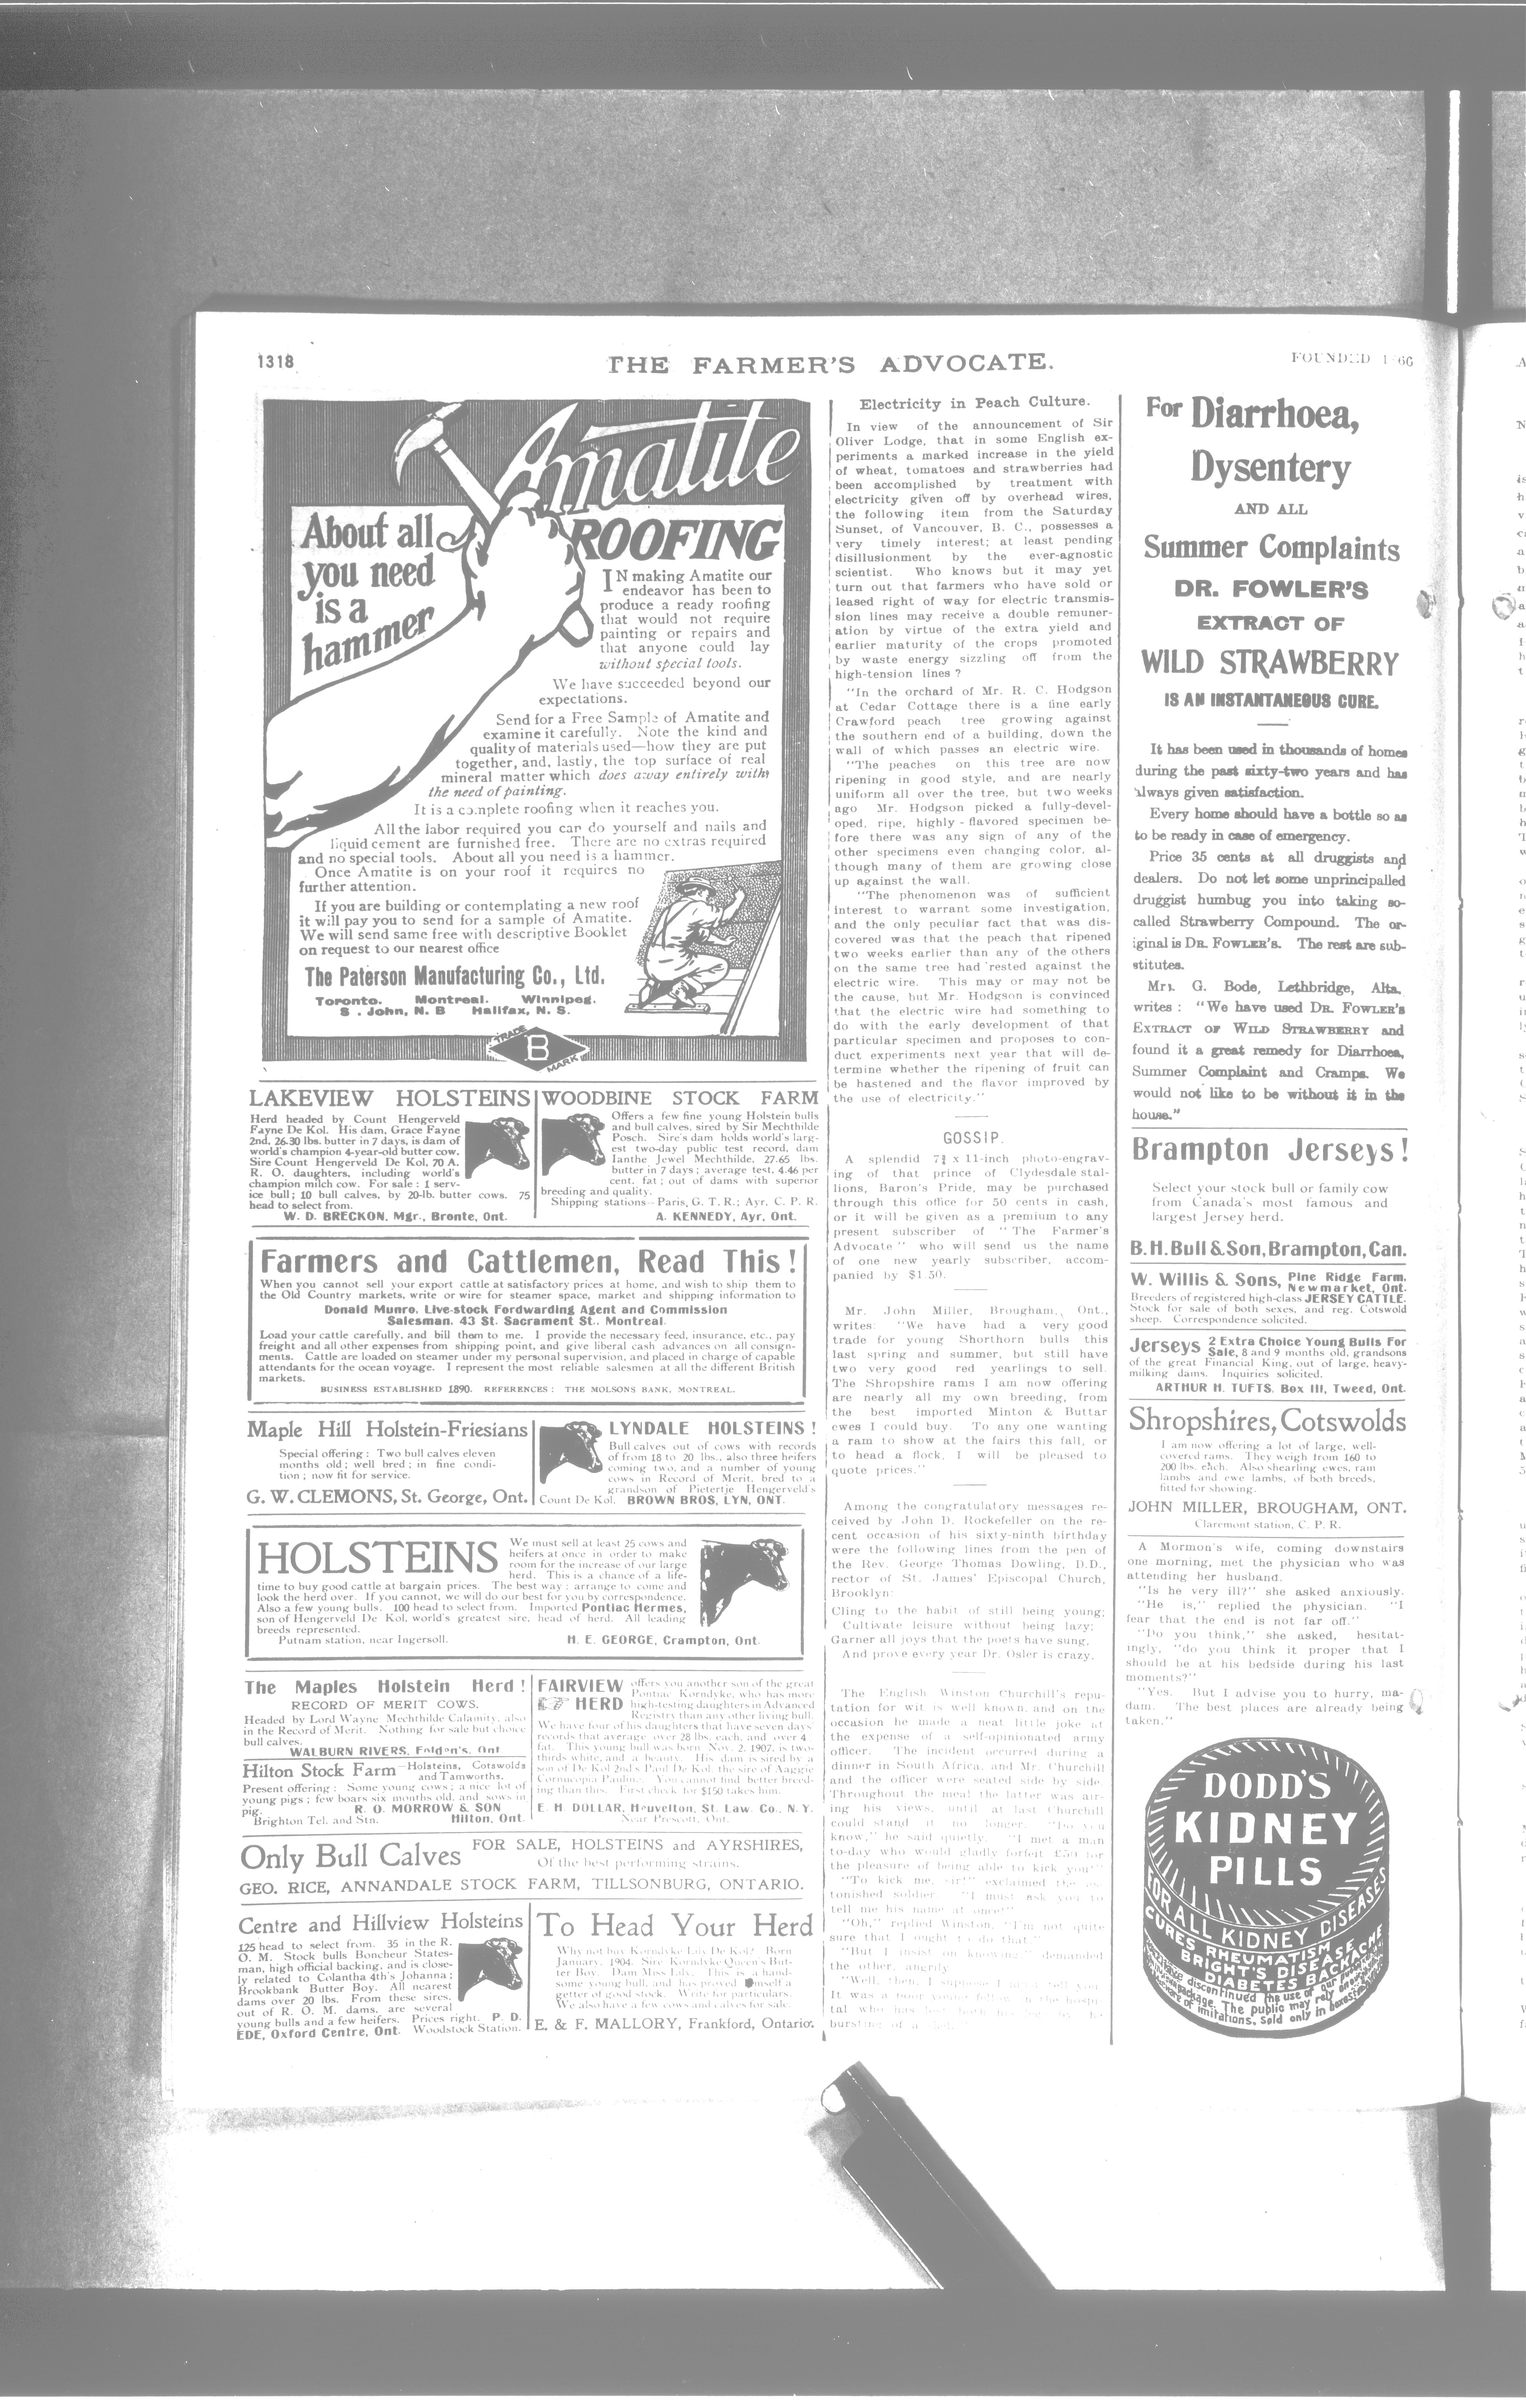 1318
THE FARMER'S ADVOCATE.
FOUNDED
Amatite
ROOFING
About all
you need
is a
hammer
IN making Amatite our
endeavor has been to
produce a ready roofing
that would not require
painting or repairs and
that anyone could lay
without special tools.
We have succeeded beyond our
expectations.
Send for a Free Sample of Amatite and
examine it carefully. Note the kind and
quality of materials used—how they are put
together, and, lastly, the top surface of real
mineral matter which does away entirely with
the need of painting.
It is a complete roofing when it reaches you.
All the labor required you can do yourself and nails and
liquid cement are furnished free. There are no extras required
and no special tools. About all you need is a hammer.
Once Amatite is on your roof it requires no
further attention.
If you are building or contemplating a new roof
it will pay you to send for a sample of Amatite.
We will send same free with descriptive Booklet
on request to our nearest office
The Paterson Manufacturing Co., Ltd.
Toronto. Montreal. Winnipeg.
S . John, N. B Halifax, N. S.
TRADE
B
MARK
LAKEVIEW HOLSTEINS
Herd headed by Count Hengerveld
Fayne De Kol. His dam, Grace Fayne
2nd, 26.30 lbs. butter in 7 days, is dam of
world's champion 4-year-old butter cow.
Sire Count Hengerveld De Kol, 70 A.
R. O. daughters, including world's
champion milch cow. For sale: 1 serv-
ice bull; 10 bull calves, by 20-lb. butter cows. 75
head to select from.
W. D. BRECKON, Mgr., Bronte, Ont.
WOODBINE STOCK FARM
Offers a few fine young Holstein bulls
and bull calves, sired by Sir Mechthilde
Posch. Sire's dam holds world's larg-
est two-day public test record, dam
Ianthe Jewel Mechthilde, 27.65 lbs.
butter in 7 days; average test, 4.46 per
cent. fat; out of dams with superior
breeding and quality.
Shipping stations—Paris, G. T. R.; Ayr, C. P. R.
A. KENNEDY, Ayr, Ont.
Farmers and Cattlemen, Read This!
When you cannot sell your export cattle at satisfactory prices at home, and wish to ship them to
the Old Country markets, write or wire for steamer space, market and shipping information to
Donald Munro, Live-stock Fordwarding Agent and Commission
Salesman, 43 St. Sacrament St., Montreal.
Load your cattle carefully, and bill them to me. I provide the necessary feed, insurance, etc., pay
freight and all other expenses from shipping point, and give liberal cash advances on all consign-
ments. Cattle are loaded on steamer under my personal supervision, and placed in charge of capable
attendants for the ocean voyage. I represent the most reliable salesmen at all the different British
markets.
BUSINESS ESTABLISHED 1890. REFERENCES: THE MOLSONS BANK, MONTREAL.
Maple Hill Holstein-Friesians
Special offering: Two bull calves eleven
months old; well bred; in fine condi-
tion; now fit for service.
G. W. CLEMONS, St. George, Ont.
LYNDALE HOLSTEINS!
Bull calves out of cows with records
of from 18 to 20 lbs., also three heifers
coming two, and a number of young
cows in Record of Merit, bred to a
grandson of Pietertje Hengerveld's
Count De Kol. BROWN BROS, LYN, ONT.
HOLSTEINS
We must sell at least 25 cows and
heifers at once in order to make
room for the increase of our large
herd. This is a chance of a life-
time to buy good cattle at bargain prices. The best way: arrange to come and
look the herd over. If you cannot, we will do our best for you by correspondence.
Also a few young bulls. 100 head to select from. Imported Pontiac Hermes,
son of Hengerveld De Kol, world's greatest sire, head of herd. All leading
breeds represented.
Putnam station, near Ingersoll. H. E. GEORGE, Crampton, Ont.
The Maples Holstein Herd!
RECORD OF MERIT COWS.
Headed by Lord Wayne Mechthilde Calamity, also
in the Record of Merit. Nothing for sale but choice
bull calves.
WALBURN RIVERS, Folden's, Ont
Hilton Stock Farm—Holsteins, Cotswolds
and Tamworths.
Present offering: Some young cows; a nice lot of
young pigs; few boars six months old, and sows in
pig. R. O. MORROW & SON
Brighton Tel. and Stn. Hilton, Ont.
FAIRVIEW
HERD
offers you another son of the great
Pontiac Korndyke, who has more
high-testing daughters in Advanced
Registry than any other living bull.
We have four of his daughters that have seven days'
records that average over 28 lbs. each, and over 4
fat. This young bull was born Nov. 2, 1907, is two-
thirds white, and a beauty. His dam is sired by a
son of De Kol 2nd's Paul De Kol, the sire of Aaggie
Cornucopia Pauline. You cannot find better breed-
ing than this. First check for $150 takes him.
E. H DOLLAR, Heuvelton, St. Law. Co., N. Y.
Near Prescott, Ont.
Only Bull Calves
FOR SALE, HOLSTEINS and AYRSHIRES,
Of the best performing strains.
GEO. RICE, ANNANDALE STOCK FARM, TILLSONBURG, ONTARIO.
Centre and Hillview Holsteins
125 head to select from. 35 in the R.
O. M. Stock bulls Boncheur States-
man, high official backing, and is close-
ly related to Colantha 4th's Johanna;
Brookbank Butter Boy. All nearest
dams over 20 lbs. From these sires,
out of R. O. M. dams, are several
young bulls and a few heifers. Prices right. P. D.
EDE, Oxford Centre, Ont. Woodstock Station.
To Head Your Herd
Why not buy Korndyke Lily De Kol? Born
January, 1904. Sire Korndyke Queen's But-
ter Boy. Dam Miss Lily. This is a hand-
some young bull, and has proved himself a
getter of good stock. Write for particulars.
We also have a few cows and calves for sale.
E. & F. MALLORY, Frankford, Ontario.
Electricity in Peach Culture.
In view of the announcement of Sir
Oliver Lodge, that in some English ex-
periments a marked increase in the yield
of wheat, tomatoes and strawberries had
been accomplished by treatment with
electricity given off by overhead wires,
the following item from the Saturday
Sunset, of Vancouver, B. C., possesses a
very timely interest; at least pending
disillusionment by the ever-agnostic
scientist. Who knows but it may yet
turn out that farmers who have sold or
leased right of way for electric transmis-
sion lines may receive a double remuner-
ation by virtue of the extra yield and
earlier maturity of the crops promoted
by waste energy sizzling off from the
high-tension lines ?
"In the orchard of Mr. R. C. Hodgson
at Cedar Cottage there is a fine early
Crawford peach tree growing against
the southern end of a building, down the
wall of which passes an electric wire.
"The peaches on this tree are now
ripening in good style, and are nearly
uniform all over the tree, but two weeks
ago Mr. Hodgson picked a fully-devel-
oped, ripe, highly - flavored specimen be-
fore there was any sign of any of the
other specimens even changing color, al-
though many of them are growing close
up against the wall.
"The phenomenon was of sufficient
interest to warrant some investigation,
and the only peculiar fact that was dis-
covered was that the peach that ripened
two weeks earlier than any of the others
on the same tree had rested against the
electric wire. This may or may not be
the cause, but Mr. Hodgson is convinced
that the electric wire had something to
do with the early development of that
particular specimen and proposes to con-
duct experiments next year that will de-
termine whether the ripening of fruit can
be hastened and the flavor improved by
the use of electricity."
GOSSIP.
A splendid 7¾ x 11-inch photo-engrav-
ing of that prince of Clydesdale stal-
lions, Baron's Pride, may be purchased
through this office for 50 cents in cash,
or it will be given as a premium to any
present subscriber of "The Farmer's
Advocate" who will send us the name
of one new yearly subscriber, accom-
panied by $1.50.
Mr. John Miller, Brougham, Ont.,
writes: "We have had a very good
trade for young Shorthorn bulls this
last spring and summer, but still have
two very good red yearlings to sell.
The Shropshire rams I am now offering
are nearly all my own breeding, from
the best imported Minton & Buttar
ewes I could buy. To any one wanting
a ram to show at the fairs this fall, or
to head a flock, I will be pleased to
quote prices."
Among the congratulatory messages re-
ceived by John D. Rockefeller on the re-
cent occasion of his sixty-ninth birthday
were the following lines from the pen of
the Rev. George Thomas Dowling, D.D.,
rector of St. James' Episcopal Church,
Brooklyn:
Cling to the habit of still being young;
Cultivate leisure without being lazy;
Garner all joys that the poets have sung,
And prove every year Dr. Osler is crazy.
The English Winston Churchill's repu-
tation for wit is well known, and on the
occasion he made a neat little joke at
the expense of a self-opinionated army
officer. The incident occurred during a
dinner in South Africa, and Mr. Churchill
and the officer were seated side by side.
Throughout the meal the latter was air-
ing his views, until at last Churchill
could stand it no longer. "Do you
know," he said quietly. "I met a man
to-day who would gladly forfeit £50 for
the pleasure of being able to kick you!"
"To kick me, sir!" exclaimed the as-
tonished soldier. "I must ask you to
tell me his name at once!"
"Oh," replied Winston, "I'm not quite
sure that I ought to do that."
"But I insist on knowing," demanded
the other, angrily.
"Well, then, I suppose I must tell you.
It was a poor young fellow in the hospi-
tal who has
bursting of a
For Diarrhoea,
Dysentery
AND ALL
Summer Complaints
DR. FOWLER'S
EXTRACT OF
WILD STRAWBERRY
IS AN INSTANTANEOUS CURE.
It has been used in thousands of homes
during the past sixty-two years and has
always given satisfaction.
Every home should have a bottle so as
to be ready in case of emergency.
Price 35 cents at all druggists and
dealers. Do not let some unprincipalled
druggist humbug you into taking so-
called Strawberry Compound. The or-
iginal is DR. FOWLER'S. The rest are sub-
stitutes.
Mrs. G. Bode, Lethbridge, Alta.
writes : "We have used DR. FOWLER'S
EXTRACT OF WILD STRAWBERRY and
found it a great remedy for Diarrhoea,
Summer Complaint and Cramps. We
would not like to be without it in the
house."
Brampton Jerseys!
Select your stock bull or family cow
from Canada's most famous and
largest Jersey herd.
B. H. Bull & Son, Brampton, Can.
W. Willis & Sons, Pine Ridge Farm,
Newmarket, Ont.
Breeders of registered high-class JERSEY CATTLE.
Stock for sale of both sexes, and reg. Cotswold
sheep. Correspondence solicited.
Jerseys 2 Extra Choice Young Bulls For
Sale, 8 and 9 months old, grandsons
of the great Financial King, out of large, heavy-
milking dams. Inquiries solicited.
ARTHUR H. TUFTS, Box III, Tweed, Ont.
Shropshires, Cotswolds
I am now offering a lot of large, well-
covered rams. They weigh from 160 to
200 lbs. each. Also shearling ewes, ram
lambs and ewe lambs, of both breeds,
fitted for showing.
JOHN MILLER, BROUGHAM, ONT.
Claremont station, C. P. R.
A Mormon's wife, coming downstairs
one morning, met the physician who was
attending her husband.
"Is he very ill?" she asked anxiously.
"He is," replied the physician. "I
fear that the end is not far off."
"Do you think," she asked, hesitat-
ingly, "do you think it proper that I
should be at his bedside during his last
moments?"
"Yes. But I advise you to hurry, ma-
dam. The best places are already being
taken."
DODD'S
KIDNEY
PILLS
FOR ALL KIDNEY DISEASES
CURES RHEUMATISM
BRIGHT'S DISEASE
DIABETES BACKACHE
discontinued the use of our
package. The public may rely
imitations. Sold only in boxes